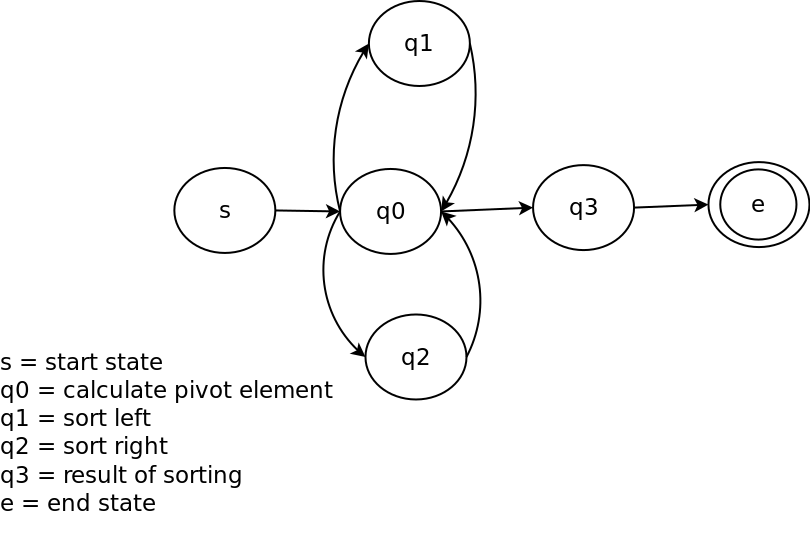 q1
s
q0
q3
e
q2
s = start state
q0 = calculate pivot element
q1 = sort left
q2 = sort right
q3 = result of sorting
e = end state